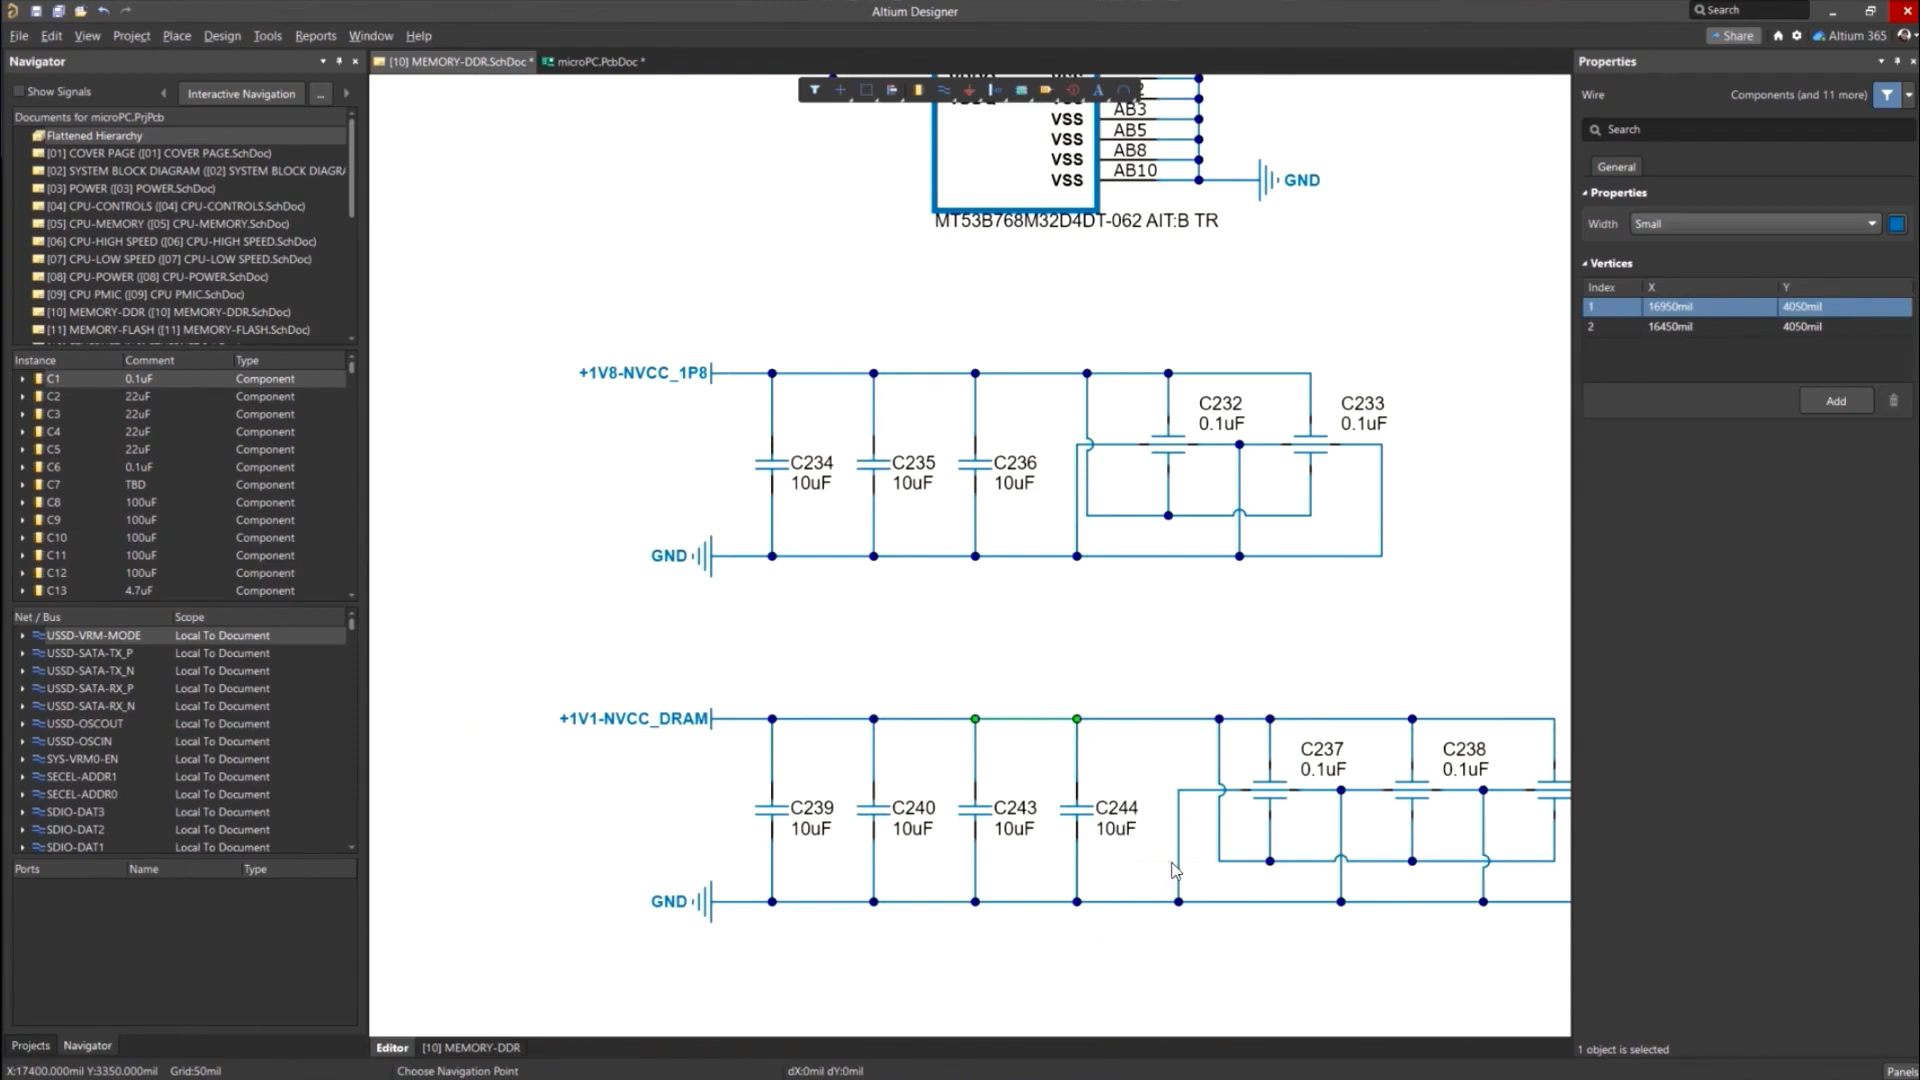 Altium Designer
Search
File Edit View Project Place Design Tools Reports Window Help
Share
Altium 365
Navigator
Show Signals
Interactive Navigation
...
Documents for microPC.PrjPcb
Flattened Hierarchy
[01] COVER PAGE ([01] COVER PAGE.SchDoc)
[02] SYSTEM BLOCK DIAGRAM ([02] SYSTEM BLOCK DIAGRA
[03] POWER ([03] POWER.SchDoc)
[04] CPU-CONTROLS ([04] CPU-CONTROLS.SchDoc)
[05] CPU-MEMORY ([05] CPU-MEMORY.SchDoc)
[06] CPU-HIGH SPEED ([06] CPU-HIGH SPEED.SchDoc)
[07] CPU-LOW SPEED ([07] CPU-LOW SPEED.SchDoc)
[08] CPU-POWER ([08] CPU-POWER.SchDoc)
[09] CPU PMIC ([09] CPU PMIC.SchDoc)
[10] MEMORY-DDR ([10] MEMORY-DDR.SchDoc)
[11] MEMORY-FLASH ([11] MEMORY-FLASH.SchDoc)
Instance Comment Type
C1 0.1uF Component
C2 22uF Component
C3 22uF Component
C4 22uF Component
C5 22uF Component
C6 0.1uF Component
C7 TBD Component
C8 100uF Component
C9 100uF Component
C10 100uF Component
C11 100uF Component
C12 100uF Component
C13 4.7uF Component
Net / Bus Scope
USSD-VRM-MODE Local To Document
USSD-SATA-TX_P Local To Document
USSD-SATA-TX_N Local To Document
USSD-SATA-RX_P Local To Document
USSD-SATA-RX_N Local To Document
USSD-OSCOUT Local To Document
USSD-OSCIN Local To Document
SYS-VRM0-EN Local To Document
SECEL-ADDR1 Local To Document
SECEL-ADDR0 Local To Document
SDIO-DAT3 Local To Document
SDIO-DAT2 Local To Document
SDIO-DAT1 Local To Document
Ports Name Type
Projects Navigator
[10] MEMORY-DDR.SchDoc *
microPC.PcbDoc *
VSS AB3
VSS AB5
VSS AB8
VSS AB10
GND
MT53B768M32D4DT-062 AIT:B TR
+1V8-NVCC_1P8
C232
0.1uF
C233
0.1uF
C234
10uF
C235
10uF
C236
10uF
GND
+1V1-NVCC_DRAM
C237
0.1uF
C238
0.1uF
C239
10uF
C240
10uF
C243
10uF
C244
10uF
GND
Editor [10] MEMORY-DDR
Properties
Wire Components (and 11 more)
Search
General
Properties
Width Small
Vertices
Index X Y
1 16950mil 4050mil
2 16450mil 4050mil
Add
1 object is selected
X:17400.000mil Y:3350.000mil Grid:50mil
Choose Navigation Point
dX:0mil dY:0mil
Panels